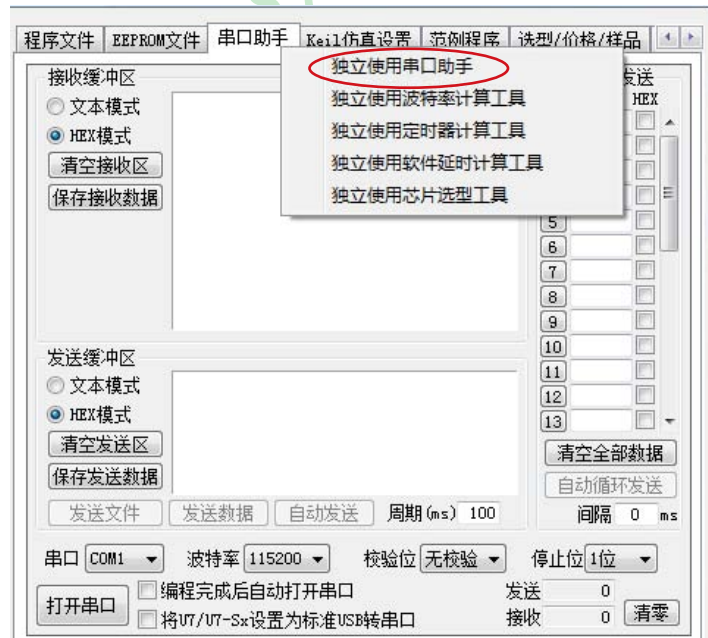 程序文件 EEPROM文件 串口助手 Keil仿真设置 范例程序 选型/价格/样品
独立使用串口助手
独立使用波特率计算工具
独立使用定时器计算工具
独立使用软件延时计算工具
独立使用芯片选型工具
接收缓冲区
文本模式
HEX模式
清空接收区
保存接收数据
发送
HEX
5
6
7
8
9
10
11
12
13
发送缓冲区
文本模式
HEX模式
清空发送区
保存发送数据
清空全部数据
自动循环发送
发送文件 发送数据 自动发送 周期(ms) 100 间隔 0 ms
串口 COM1 波特率 115200 校验位 无校验 停止位 1位
打开串口 编程完成后自动打开串口 发送 0
将U7/U7-Sx设置为标准USB转串口 接收 0 清零